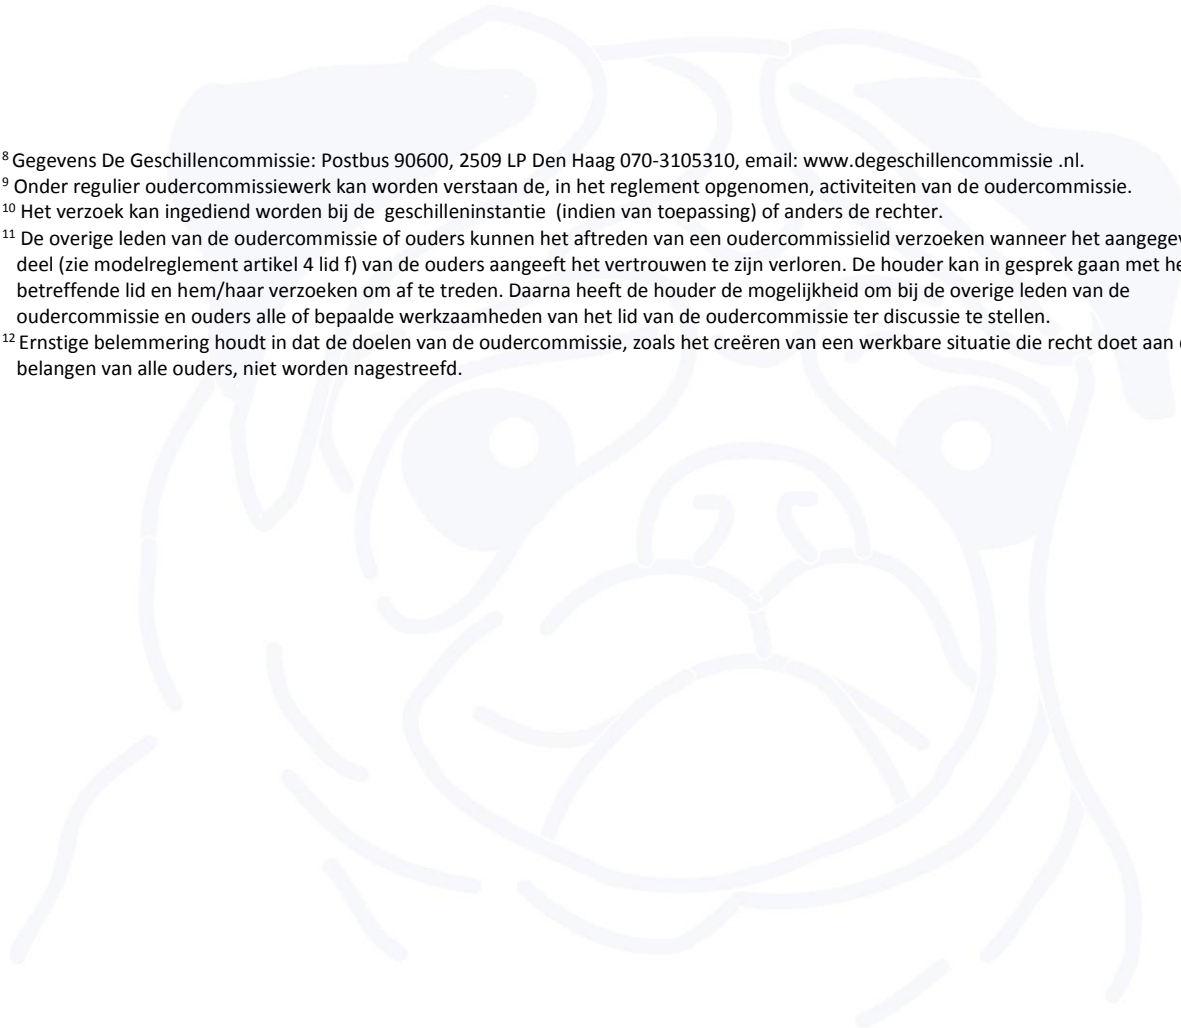 ⁸ Gegevens De Geschillencommissie: Postbus 90600, 2509 LP Den Haag 070-3105310, email: www.degeschillencommissie .nl.
⁹ Onder regulier oudercommissiewerk kan worden verstaan de, in het reglement opgenomen, activiteiten van de oudercommissie.
¹⁰ Het verzoek kan ingediend worden bij de geschilleninstantie (indien van toepassing) of anders de rechter.
¹¹ De overige leden van de oudercommissie of ouders kunnen het aftreden van een oudercommissielid verzoeken wanneer het
deel (zie modelreglement artikel 4 lid f) van de ouders aangeeft het vertrouwen te zijn verloren. De houder kan in gesprek gaan met
betreffende lid en hem/haar verzoeken om af te treden. Daarna heeft de houder de mogelijkheid om bij de overige leden van de
oudercommissie en ouders alle of bepaalde werkzaamheden van het lid van de oudercommissie ter discussie te stellen.
¹² Ernstige belemmering houdt in dat de doelen van de oudercommissie, zoals het creëren van een werkbare situatie die recht doet aan
belangen van alle ouders, niet worden nagestreefd.